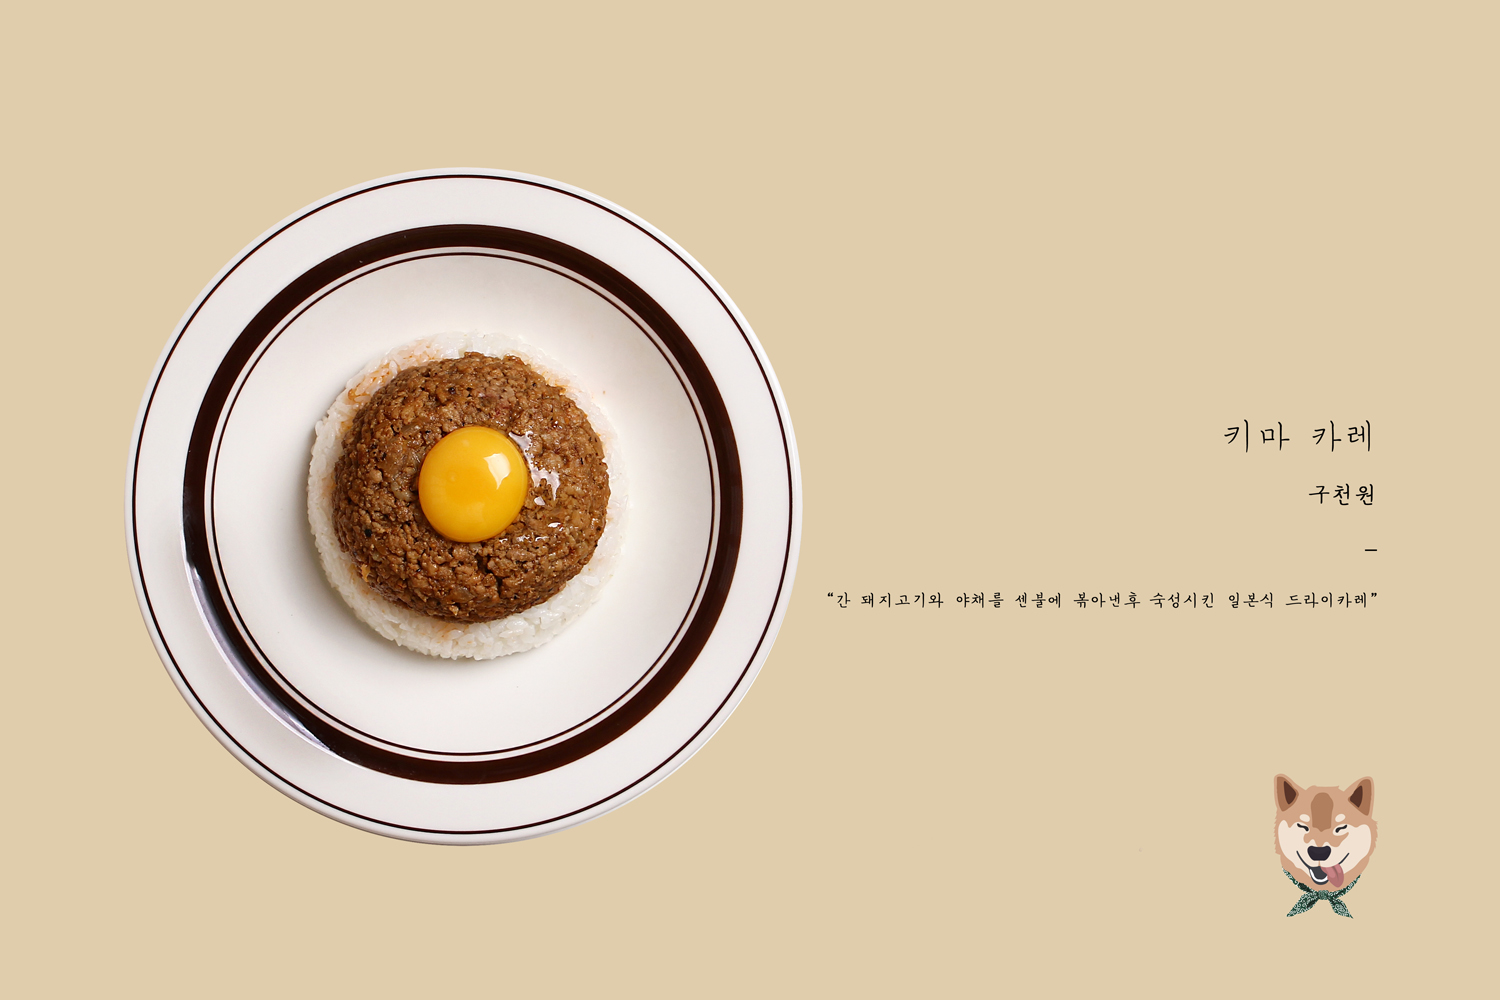 키마 카레
구천원
–
“간 돼지고기와 야채를 센불에 볶아낸후 숙성시킨 일본식 드라이카레”